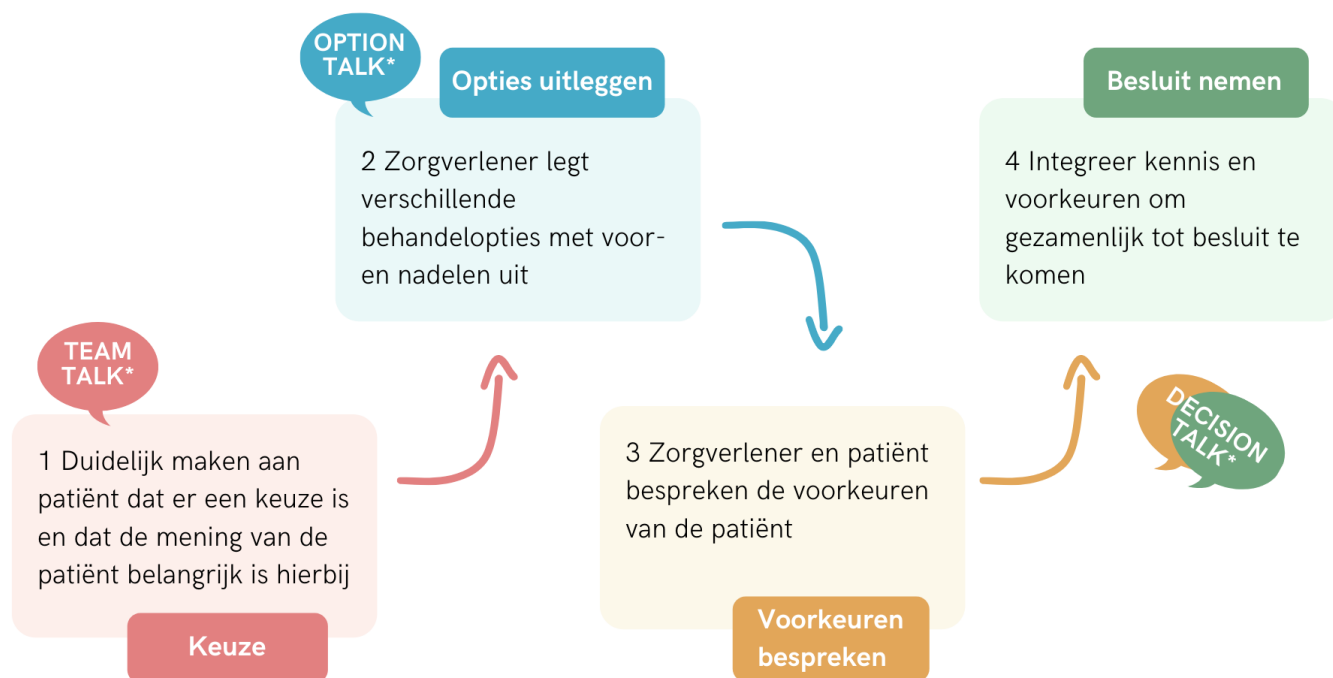 TEAM
TALK*
1 Duidelijk maken aan
patiënt dat er een keuze is
en dat de mening van de
patiënt belangrijk is hierbij
Keuze
OPTION
TALK*
Opties uitleggen
2 Zorgverlener legt
verschillende
behandelopties met voor-
en nadelen uit
3 Zorgverlener en patiënt
bespreken de voorkeuren
van de patiënt
Voorkeuren
bespreken
Besluit nemen
4 Integreer kennis en
voorkeuren om
gezamenlijk tot besluit te
komen
DECISION
TALK*